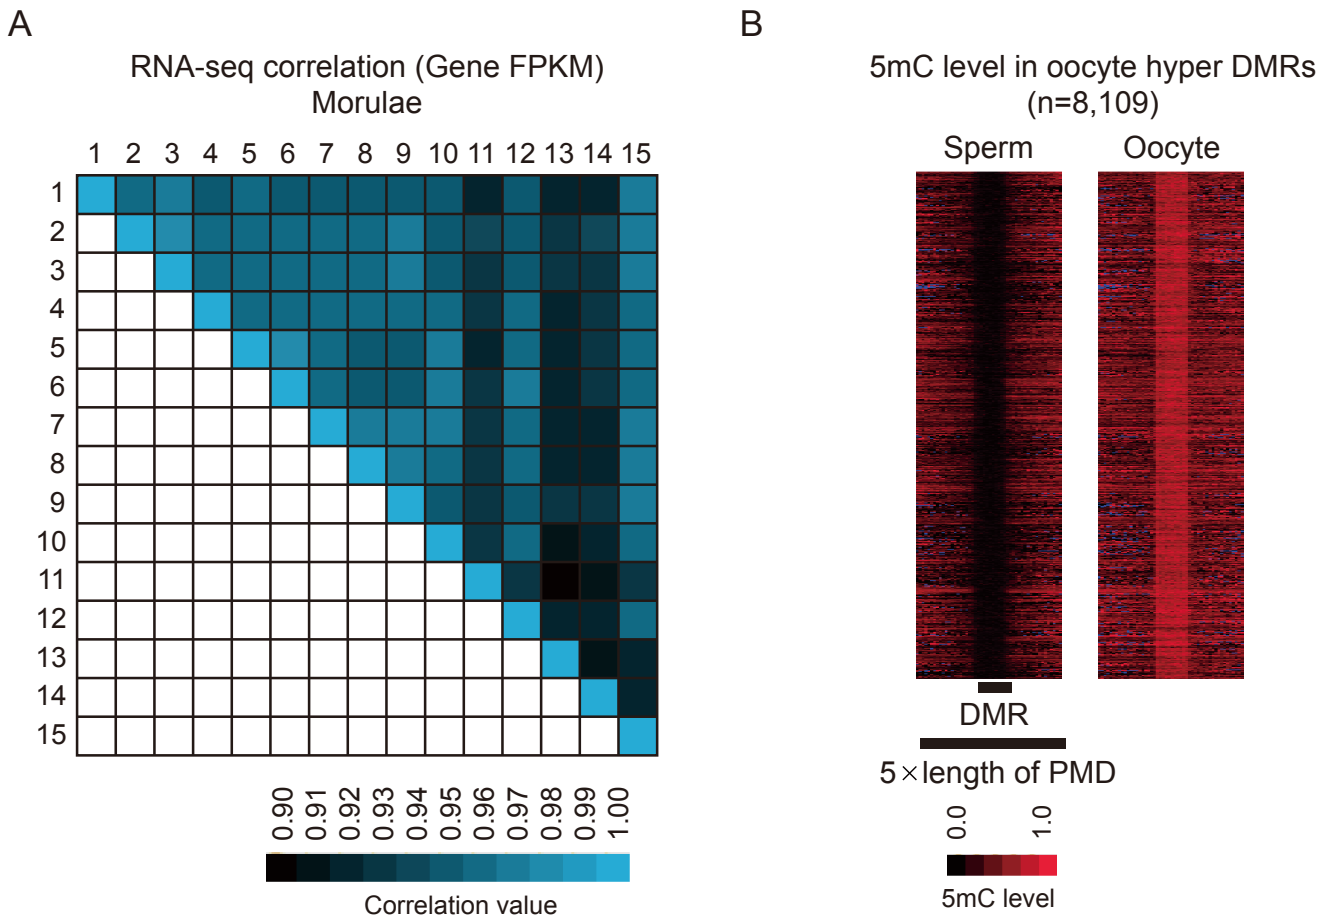 A
RNA-seq correlation (Gene FPKM)
Morulae
1 2 3 4 5 6 7 8 9 10 11 12 13 14 15
1
2
3
4
5
6
7
8
9
10
11
12
13
14
15
0.90 0.91 0.92 0.93 0.94 0.95 0.96 0.97 0.98 0.99 1.00
Correlation value
B
5mC level in oocyte hyper DMRs
(n=8,109)
Sperm Oocyte
DMR
5×length of PMD
0.0 1.0
5mC level